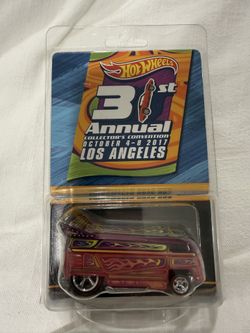 Hot Wheels
31st
Annual
COLLECTOR'S CONVENTION
OCTOBER 4-8 2017
LOS ANGELES